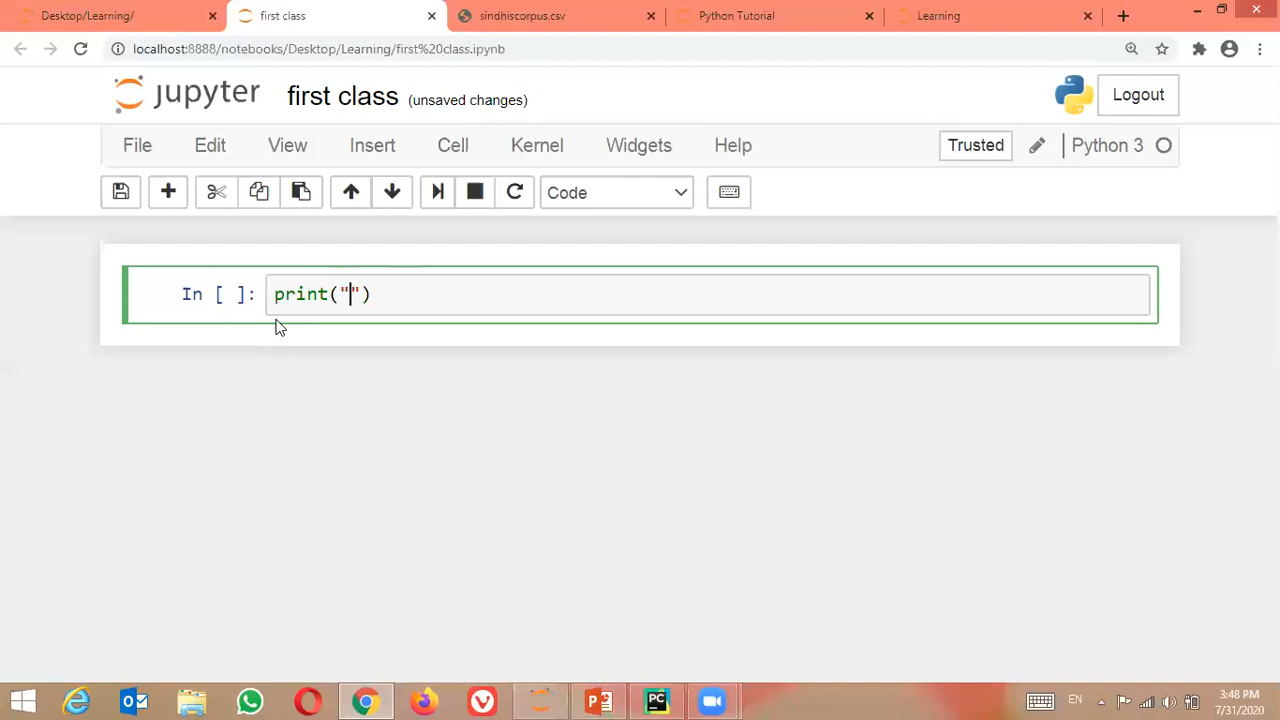 Desktop/Learning/
first class
sindhiscorpus.csv
Python Tutorial
Learning
localhost:8888/notebooks/Desktop/Learning/first%20class.ipynb
jupyter first class (unsaved changes)
Logout
File Edit View Insert Cell Kernel Widgets Help Trusted Python 3
Code
In [ ]: print("")
EN
3:48 PM
7/31/2020